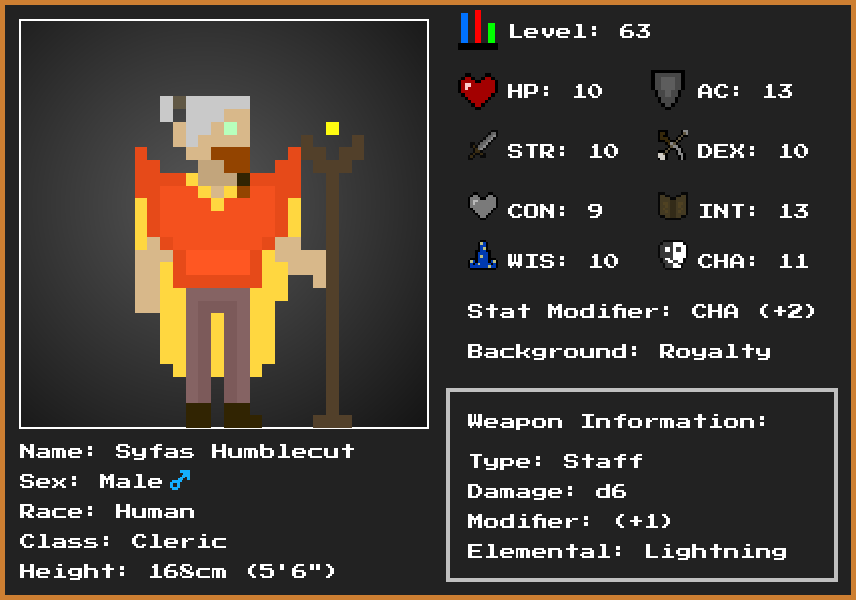 Level: 63
HP: 10 AC: 13
STR: 10 DEX: 10
CON: 9 INT: 13
WIS: 10 CHA: 11
Stat Modifier: CHA (+2)
Background: Royalty
Weapon Information:
Type: Staff
Damage: d6
Modifier: (+1)
Elemental: Lightning
Name: Syfas Humblecut
Sex: Male♂
Race: Human
Class: Cleric
Height: 168cm (5'6")